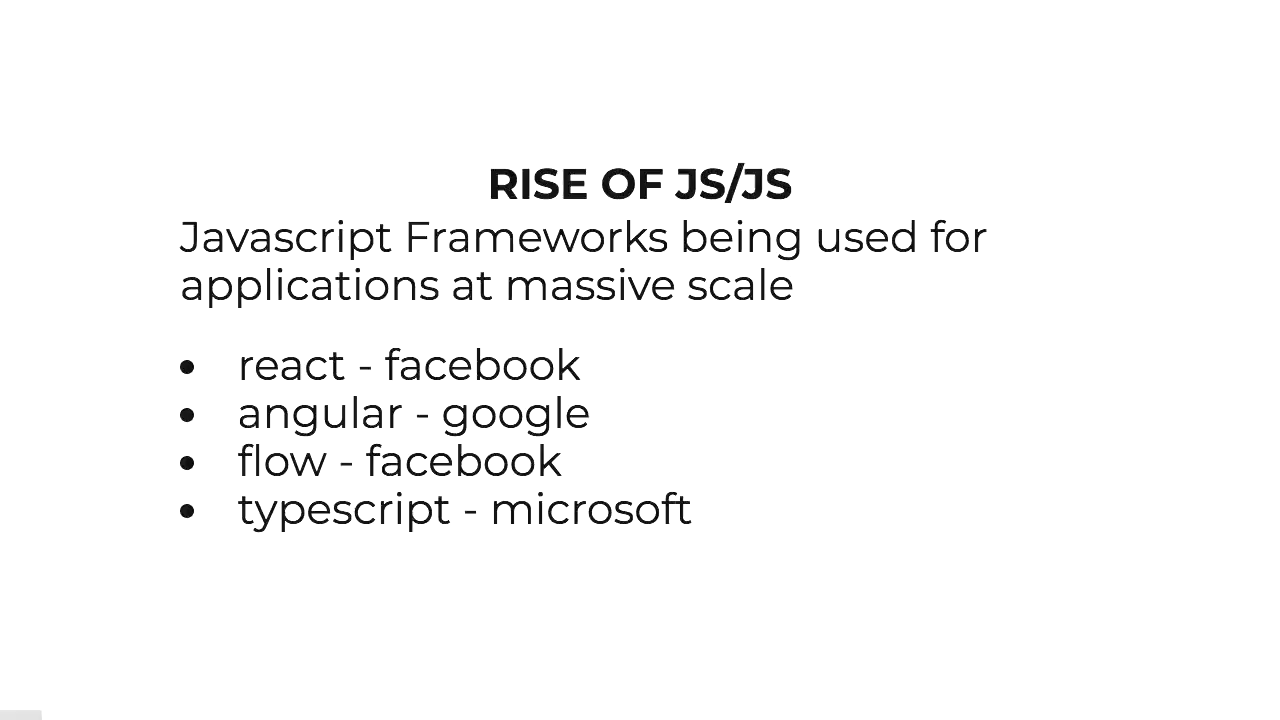 RISE OF JS/JS
Javascript Frameworks being used for
applications at massive scale
• react - facebook
• angular - google
• flow - facebook
• typescript - microsoft